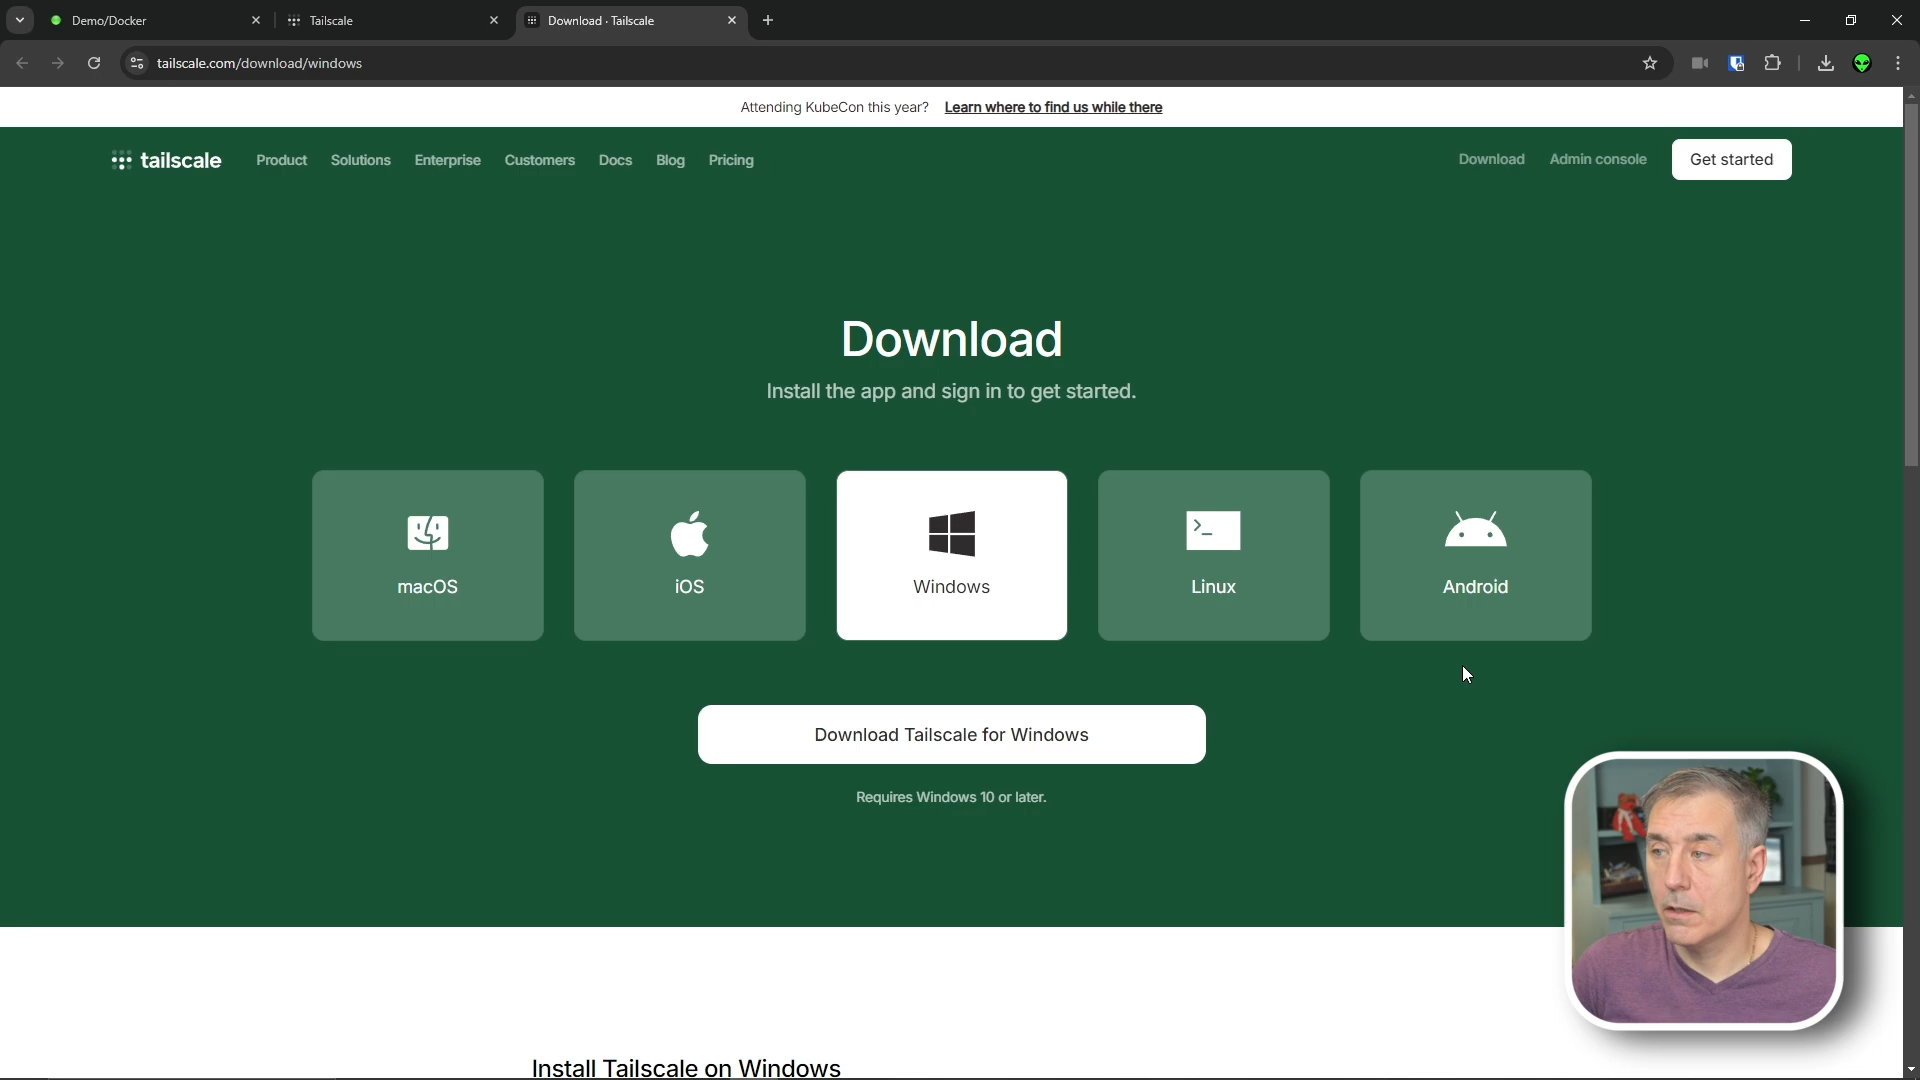 Demo/Docker
Tailscale
Download · Tailscale
tailscale.com/download/windows
Attending KubeCon this year? Learn where to find us while there
tailscale
Product
Solutions
Enterprise
Customers
Docs
Blog
Pricing
Download
Admin console
Get started
Download
Install the app and sign in to get started.
macOS
iOS
Windows
Linux
Android
Download Tailscale for Windows
Requires Windows 10 or later.
Install Tailscale on Windows